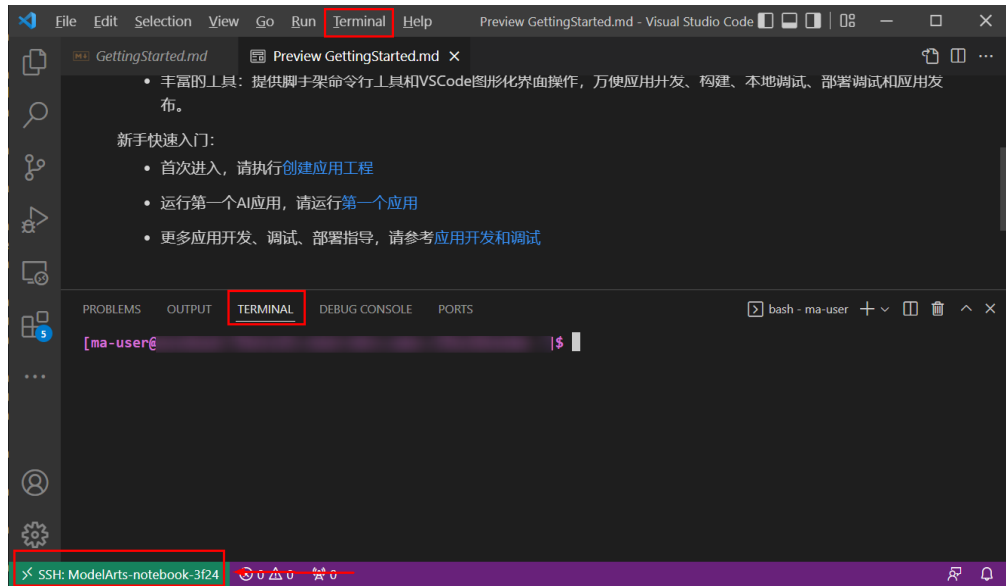 File Edit Selection View Go Run Terminal Help Preview GettingStarted.md - Visual Studio Code
GettingStarted.md Preview GettingStarted.md
丰富的工具：提供脚手架命令行工具和VSCode图形化界面操作，方便应用开发、构建、本地调试、部署调试和应用发
布。
新手快速入门：
首次进入，请执行创建应用工程
运行第一个AI应用，请运行第一个应用
更多应用开发、调试、部署指导，请参考应用开发和调试
PROBLEMS OUTPUT TERMINAL DEBUG CONSOLE PORTS bash - ma-user
5
[ma-user@ ]$
SSH: ModelArts-notebook-3f24 0 0 0